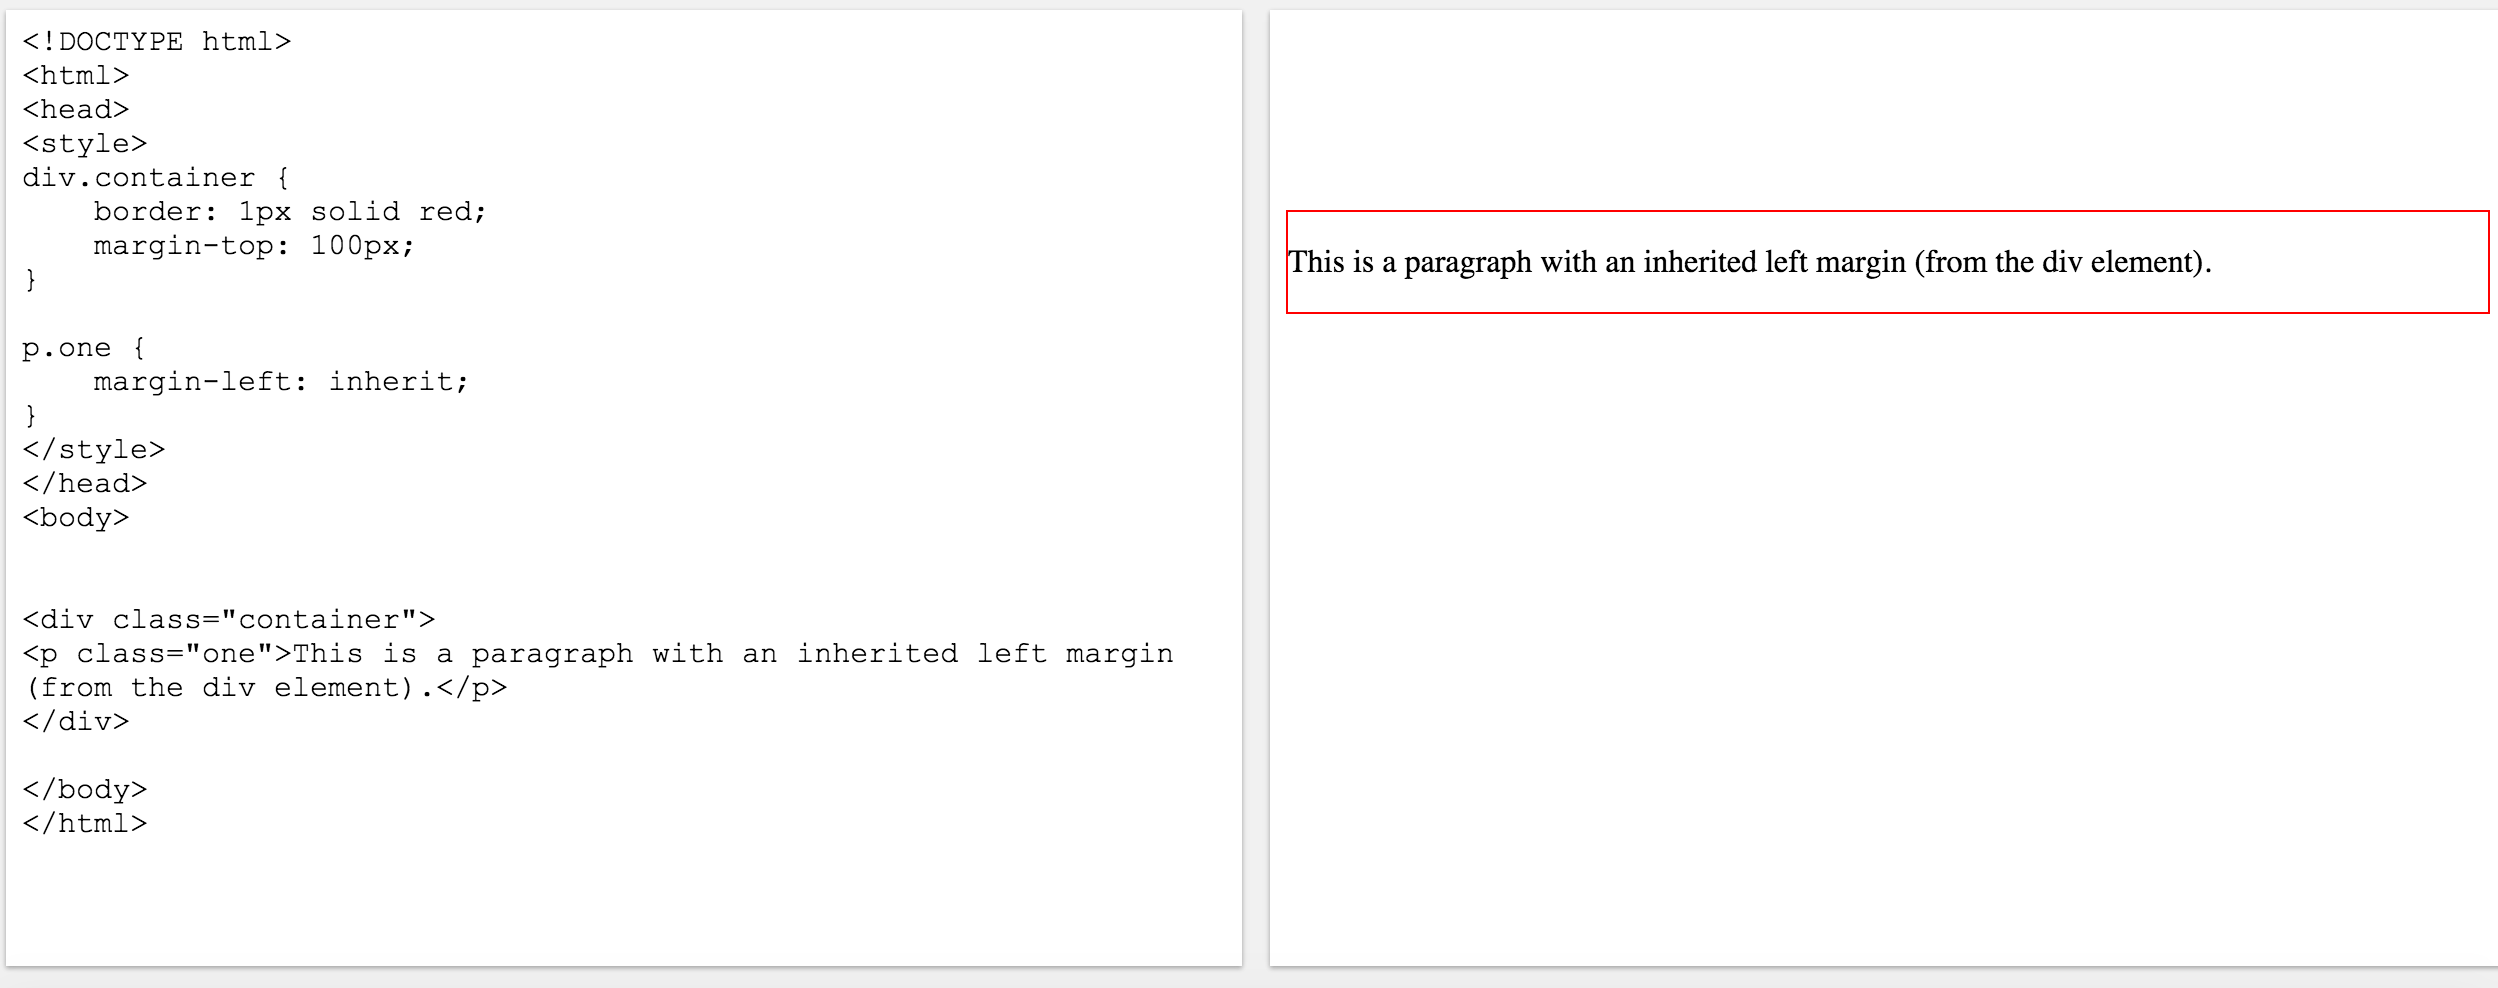 <!DOCTYPE html>
<html>
<head>
<style>
div.container {
    border: 1px solid red;
    margin-top: 100px;
}

p.one {
    margin-left: inherit;
}
</style>
</head>
<body>


<div class="container">
<p class="one">This is a paragraph with an inherited left margin
(from the div element).</p>
</div>

</body>
</html>
This is a paragraph with an inherited left margin (from the div element).